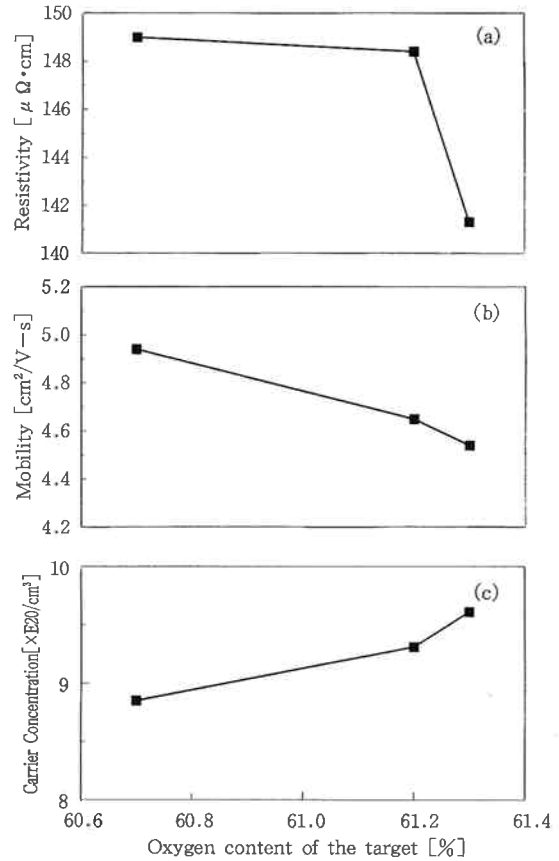 (a)
Resistivity [μΩ・cm]
150
148
146
144
142
140
(b)
Mobility [cm²/V-s]
5.2
5.0
4.8
4.6
4.4
4.2
(c)
Carrier Concentration[×E20/cm³]
10
9
8
60.6 60.8 61.0 61.2 61.4
Oxygen content of the target [%]